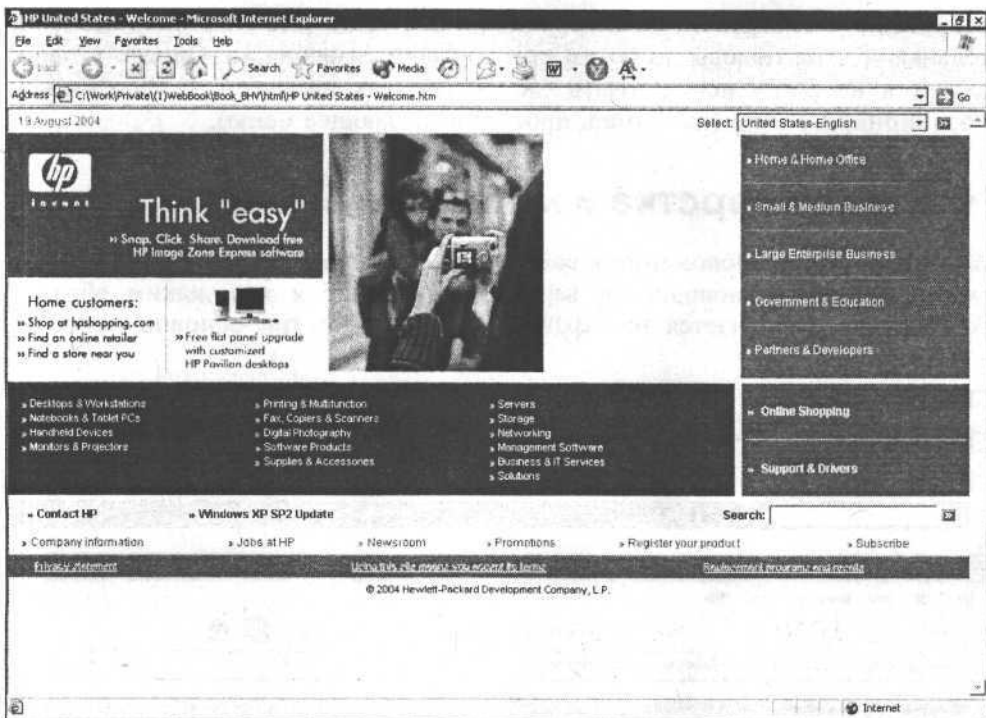 HP United States - Welcome - Microsoft Internet Explorer
File Edit View Favorites Tools Help
Back Search Favorites Media
Address C:\Work\Private\(1)WebBook\Book_BHV\html\HP United States - Welcome.htm Go
19 August 2004 Select: United States-English
hp
invent
Think "easy"
» Snap. Click. Share. Download free
HP Image Zone Express software
Home customers:
» Shop at hpshopping.com
» Find an online retailer
» Find a store near you
» Free flat panel upgrade
with customized
HP Pavilion desktops
» Home & Home Office
» Small & Medium Business
» Large Enterprise Business
» Government & Education
» Partners & Developers
» Desktops & Workstations
» Notebooks & Tablet PCs
» Handheld Devices
» Monitors & Projectors
» Printing & Multifunction
» Fax, Copiers & Scanners
» Digital Photography
» Software Products
» Supplies & Accessories
» Servers
» Storage
» Networking
» Management Software
» Business & IT Services
» Solutions
» Online Shopping
» Support & Drivers
» Contact HP » Windows XP SP2 Update Search:
» Company information » Jobs at HP » Newsroom » Promotions » Register your product » Subscribe
Privacy statement Using this site means you accept its terms Replacement programs and recalls
© 2004 Hewlett-Packard Development Company, L.P.
Internet